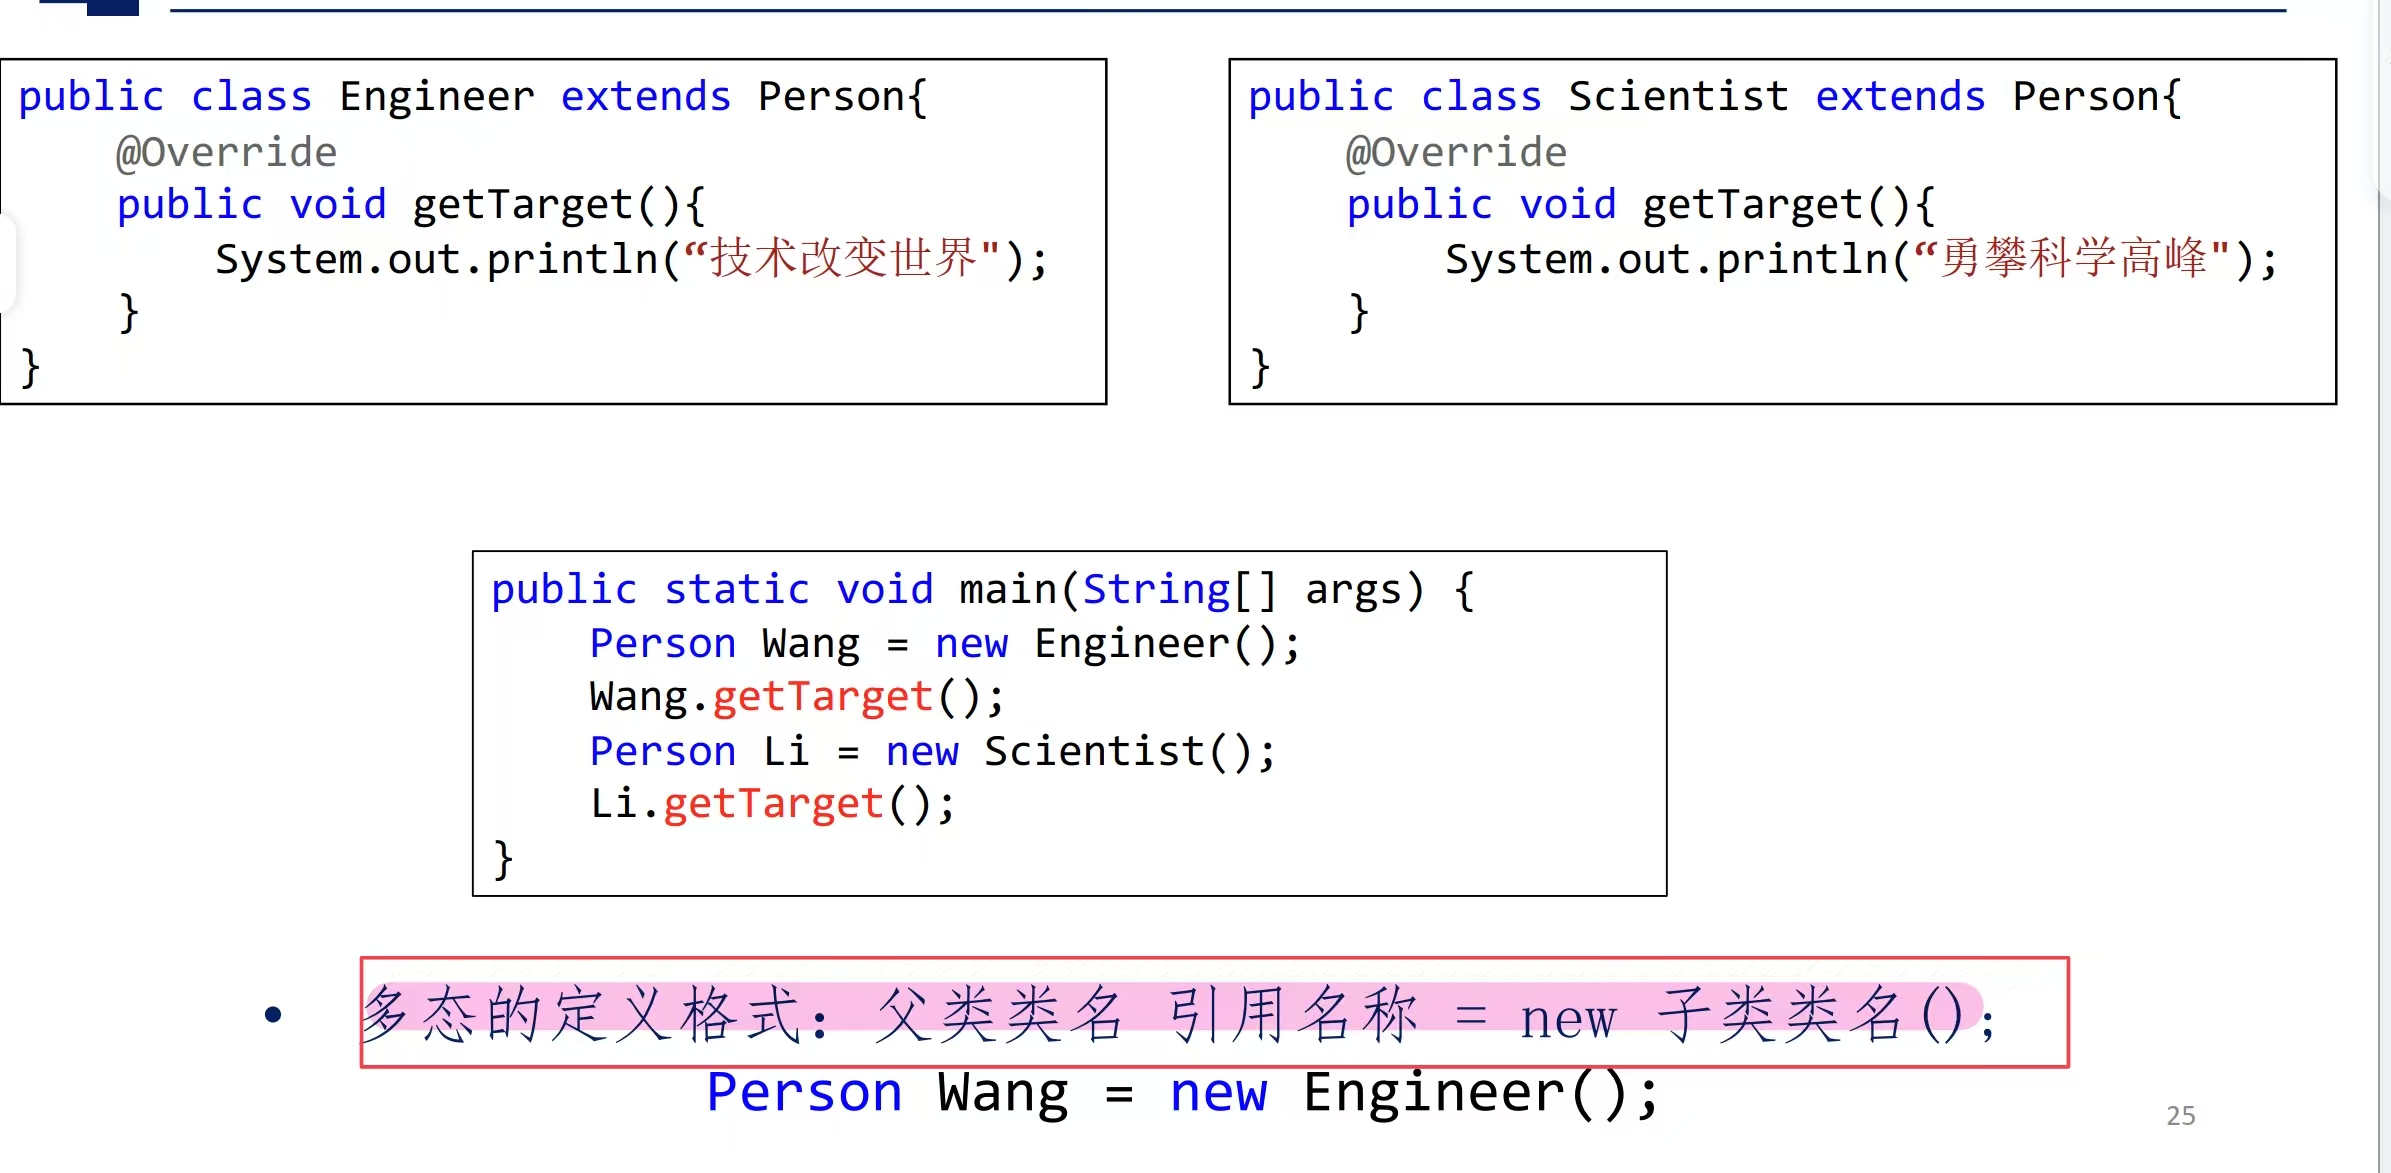 public class Engineer extends Person{
    @Override
    public void getTarget(){
        System.out.println(“技术改变世界");
    }
}
public class Scientist extends Person{
    @Override
    public void getTarget(){
        System.out.println(“勇攀科学高峰");
    }
}
public static void main(String[] args) {
    Person Wang = new Engineer();
    Wang.getTarget();
    Person Li = new Scientist();
    Li.getTarget();
}
• 多态的定义格式：父类类名 引用名称 = new 子类类名();
Person Wang = new Engineer();
25